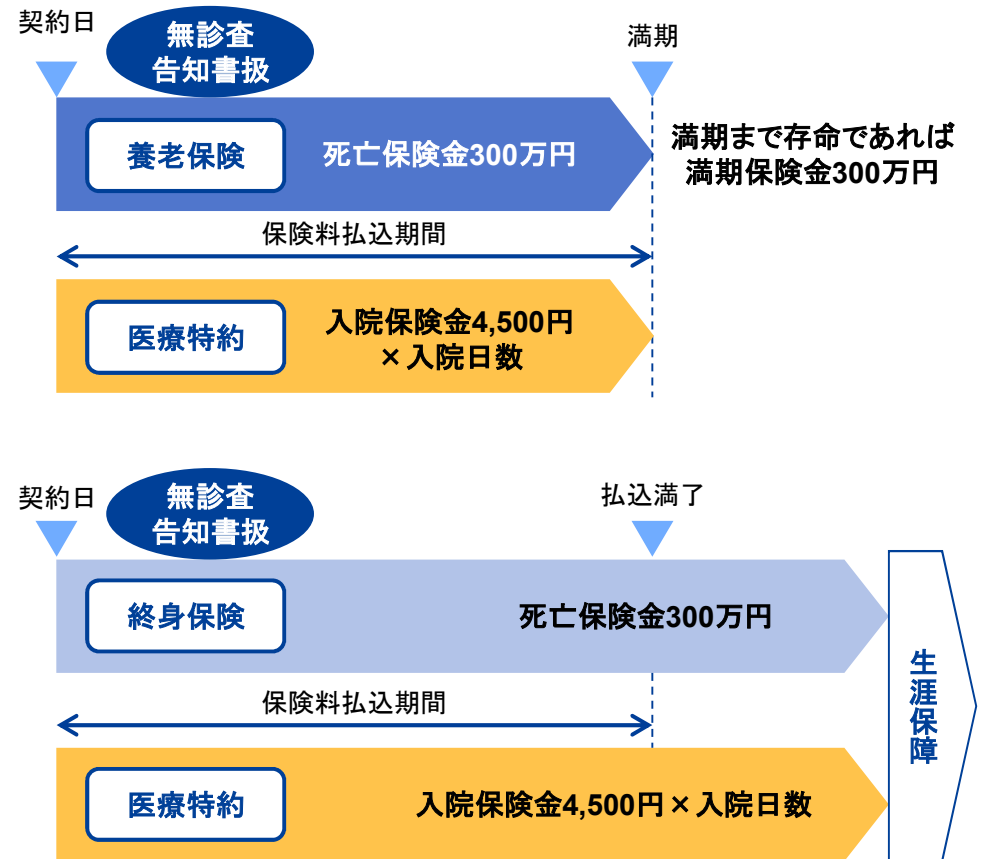 契約日
無診査
告知書扱
満期
養老保険
死亡保険金300万円
満期まで存命であれば
満期保険金300万円
保険料払込期間
医療特約
入院保険金4,500円
×入院日数
契約日
無診査
告知書扱
払込満了
終身保険
死亡保険金300万円
生涯保障
保険料払込期間
医療特約
入院保険金4,500円×入院日数